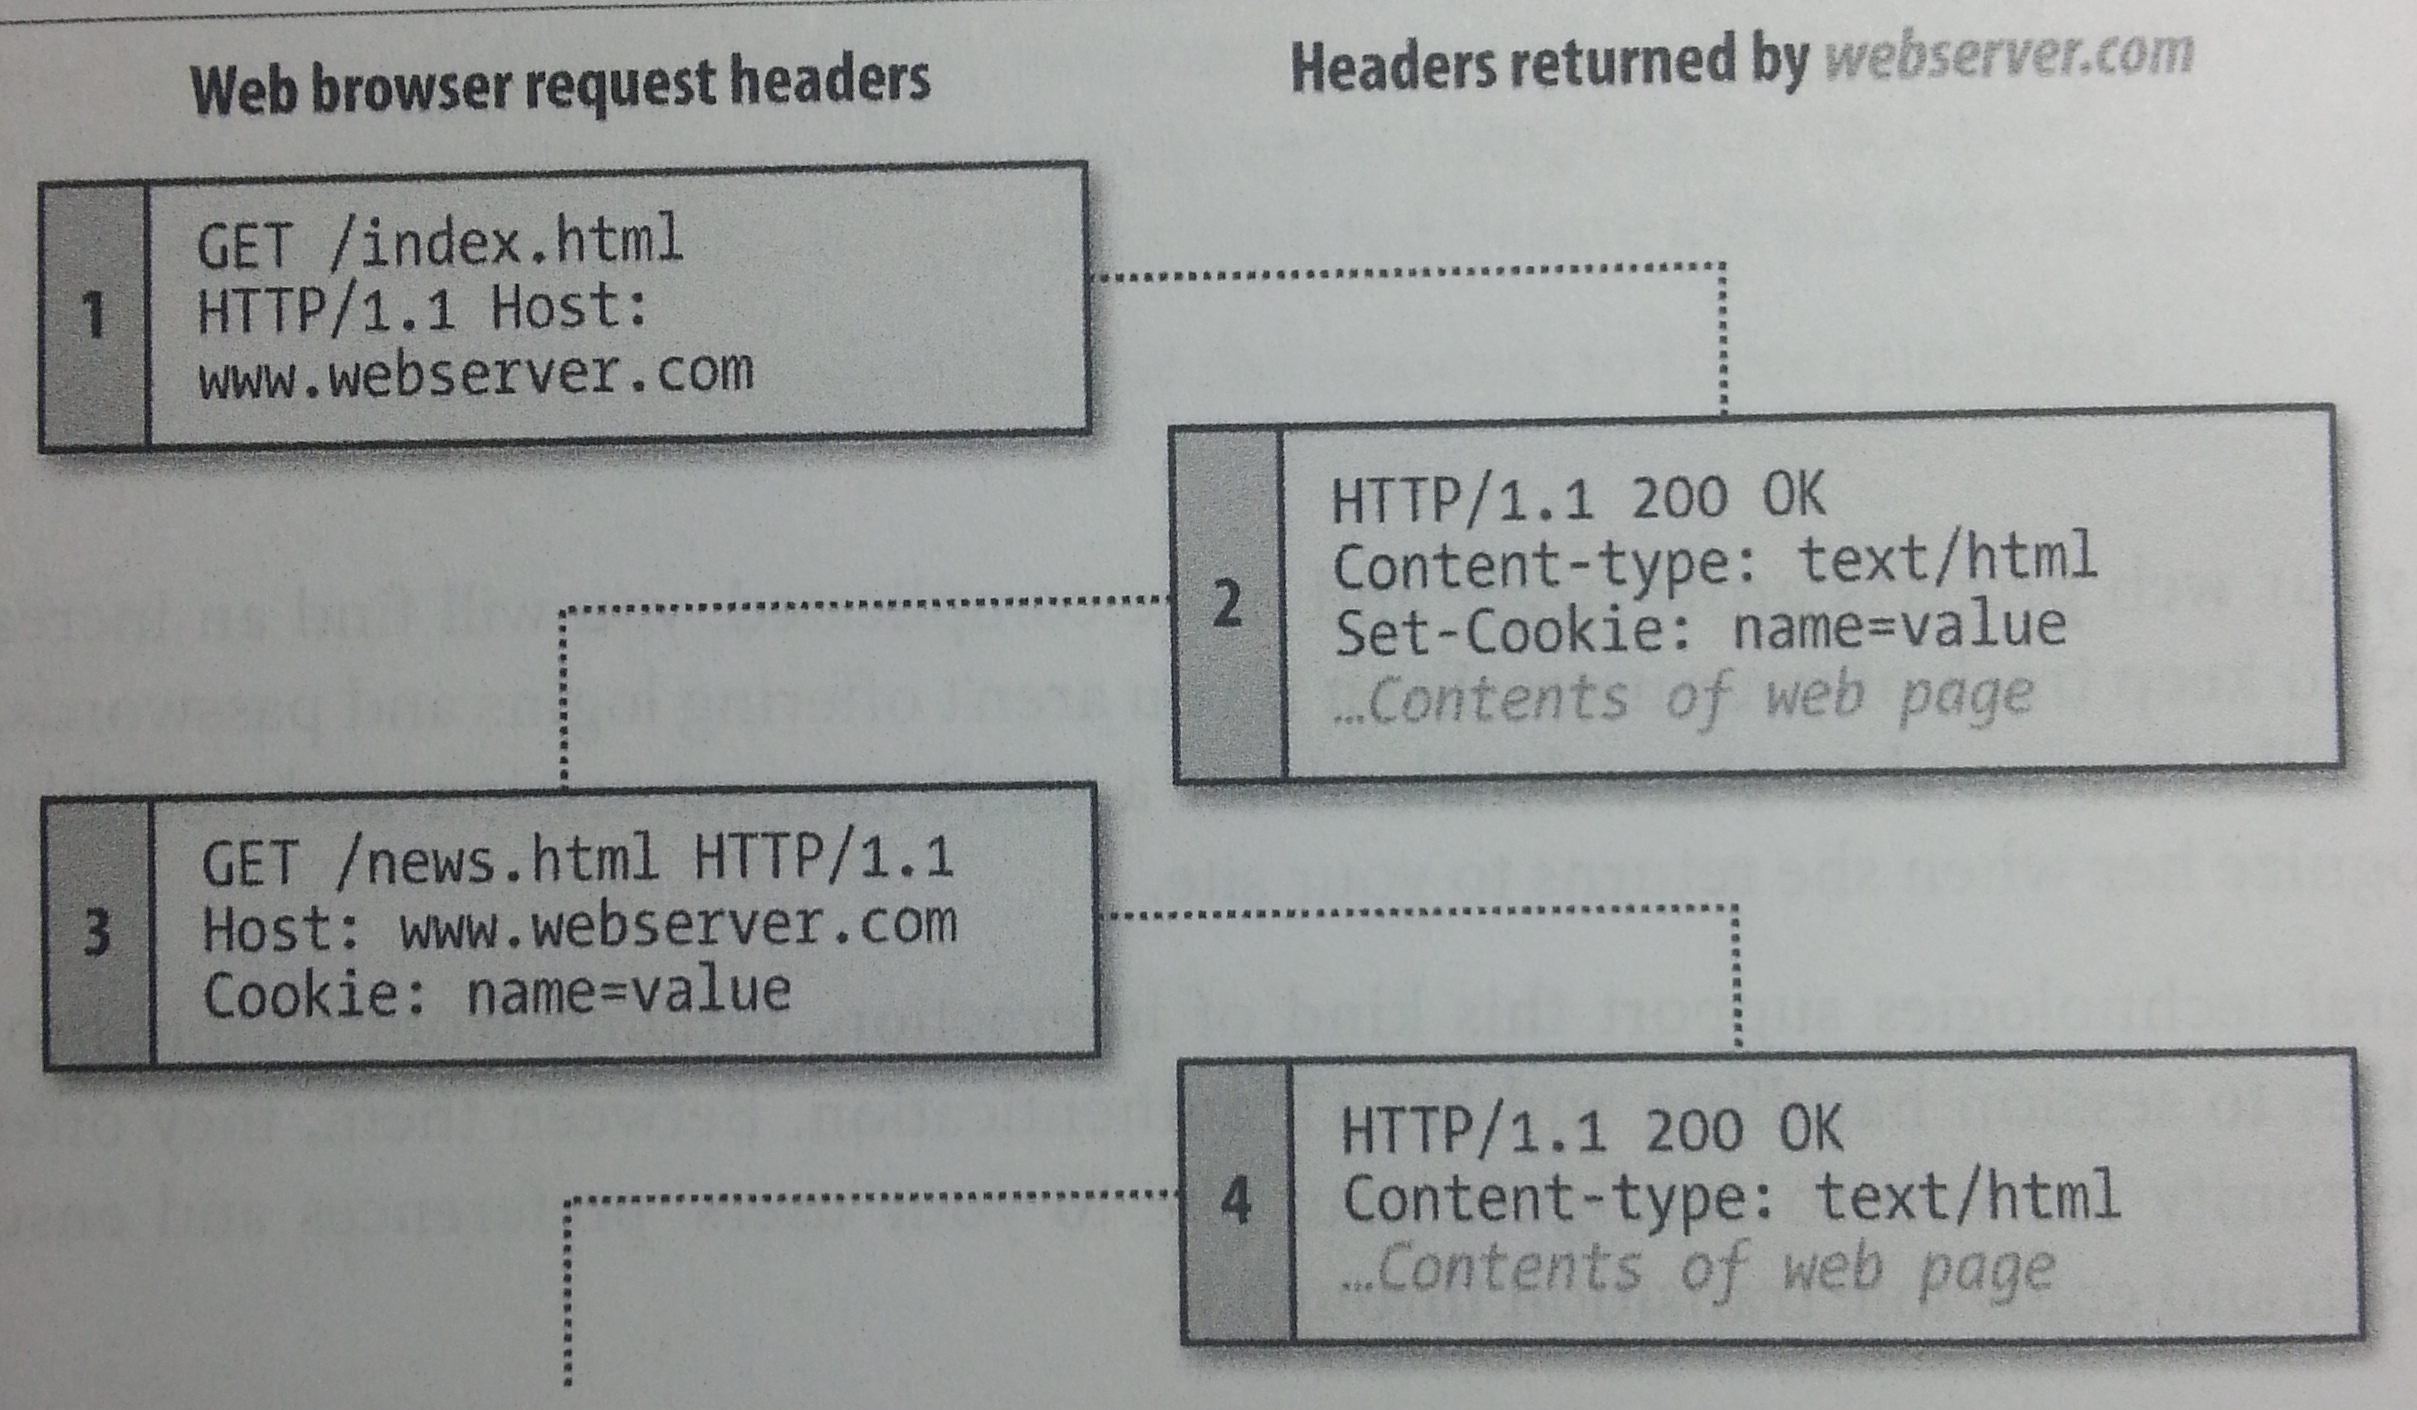 Web browser request headers
Headers returned by webserver.com
1
GET /index.html
HTTP/1.1 Host:
www.webserver.com
2
HTTP/1.1 200 OK
Content-type: text/html
Set-Cookie: name=value
...Contents of web page
3
GET /news.html HTTP/1.1
Host: www.webserver.com
Cookie: name=value
4
HTTP/1.1 200 OK
Content-type: text/html
...Contents of web page